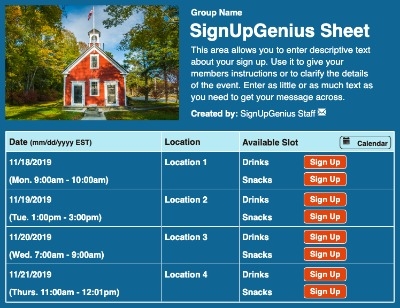 Group Name
SignUpGenius Sheet
This area allows you to enter descriptive text
about your sign up. Use it to give your
members instructions or to clarify the details
of the event. Enter as little or as much text as
you need to get your message across.
Created by: SignUpGenius Staff
Date (mm/dd/yyyy EST) Location Available Slot Calendar
11/18/2019 Location 1 Drinks Sign Up
(Mon. 9:00am - 10:00am) Snacks Sign Up
11/19/2019 Location 2 Drinks Sign Up
(Tue. 1:00pm - 3:00pm) Snacks Sign Up
11/20/2019 Location 3 Drinks Sign Up
(Wed. 7:00am - 9:00am) Snacks Sign Up
11/21/2019 Location 4 Drinks Sign Up
(Thurs. 11:00am - 12:01pm) Snacks Sign Up